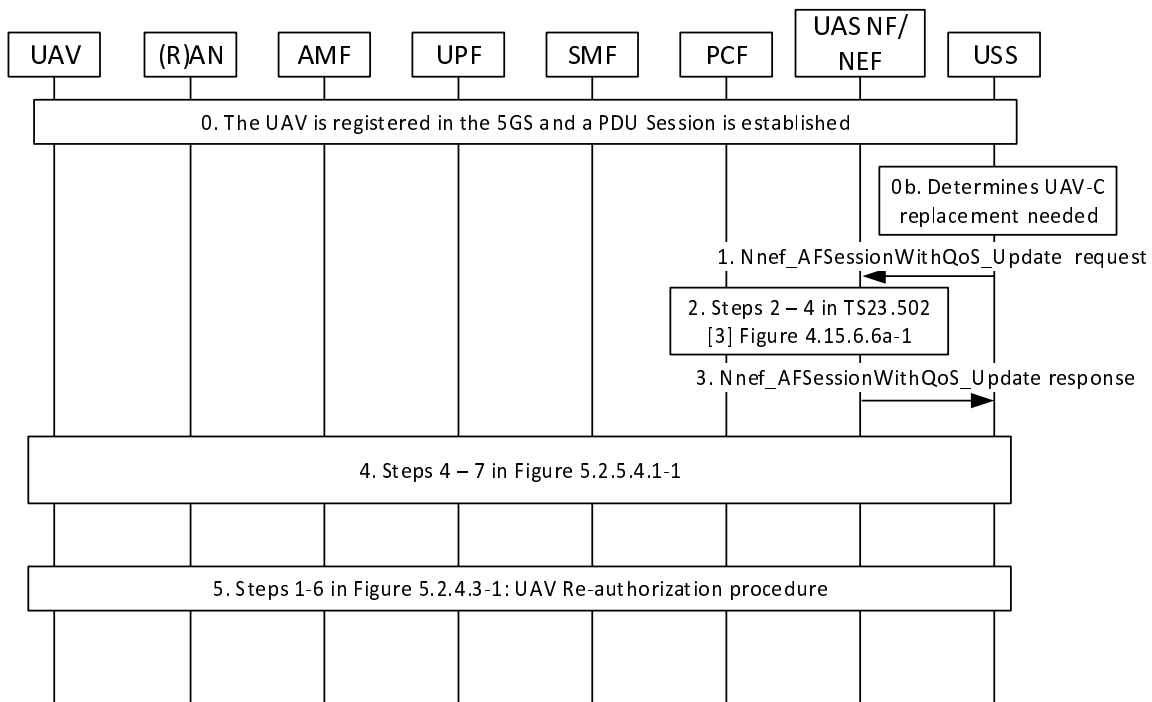 UAV
(R)AN
AMF
UPF
SMF
PCF
UAS NF/
NEF
USS
0. The UAV is registered in the 5GS and a PDU Session is established
0b. Determines UAV-C
replacement needed
1. Nnef_AFSessionWithQoS_Update request
2. Steps 2 – 4 in TS23.502
[3] Figure 4.15.6.6a-1
3. Nnef_AFSessionWithQoS_Update response
4. Steps 4 – 7 in Figure 5.2.5.4.1-1
5. Steps 1-6 in Figure 5.2.4.3-1: UAV Re-authorization procedure